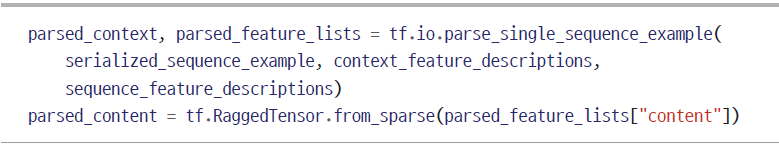 parsed_context, parsed_feature_lists = tf.io.parse_single_sequence_example(
    serialized_sequence_example, context_feature_descriptions,
    sequence_feature_descriptions)
parsed_content = tf.RaggedTensor.from_sparse(parsed_feature_lists["content"])